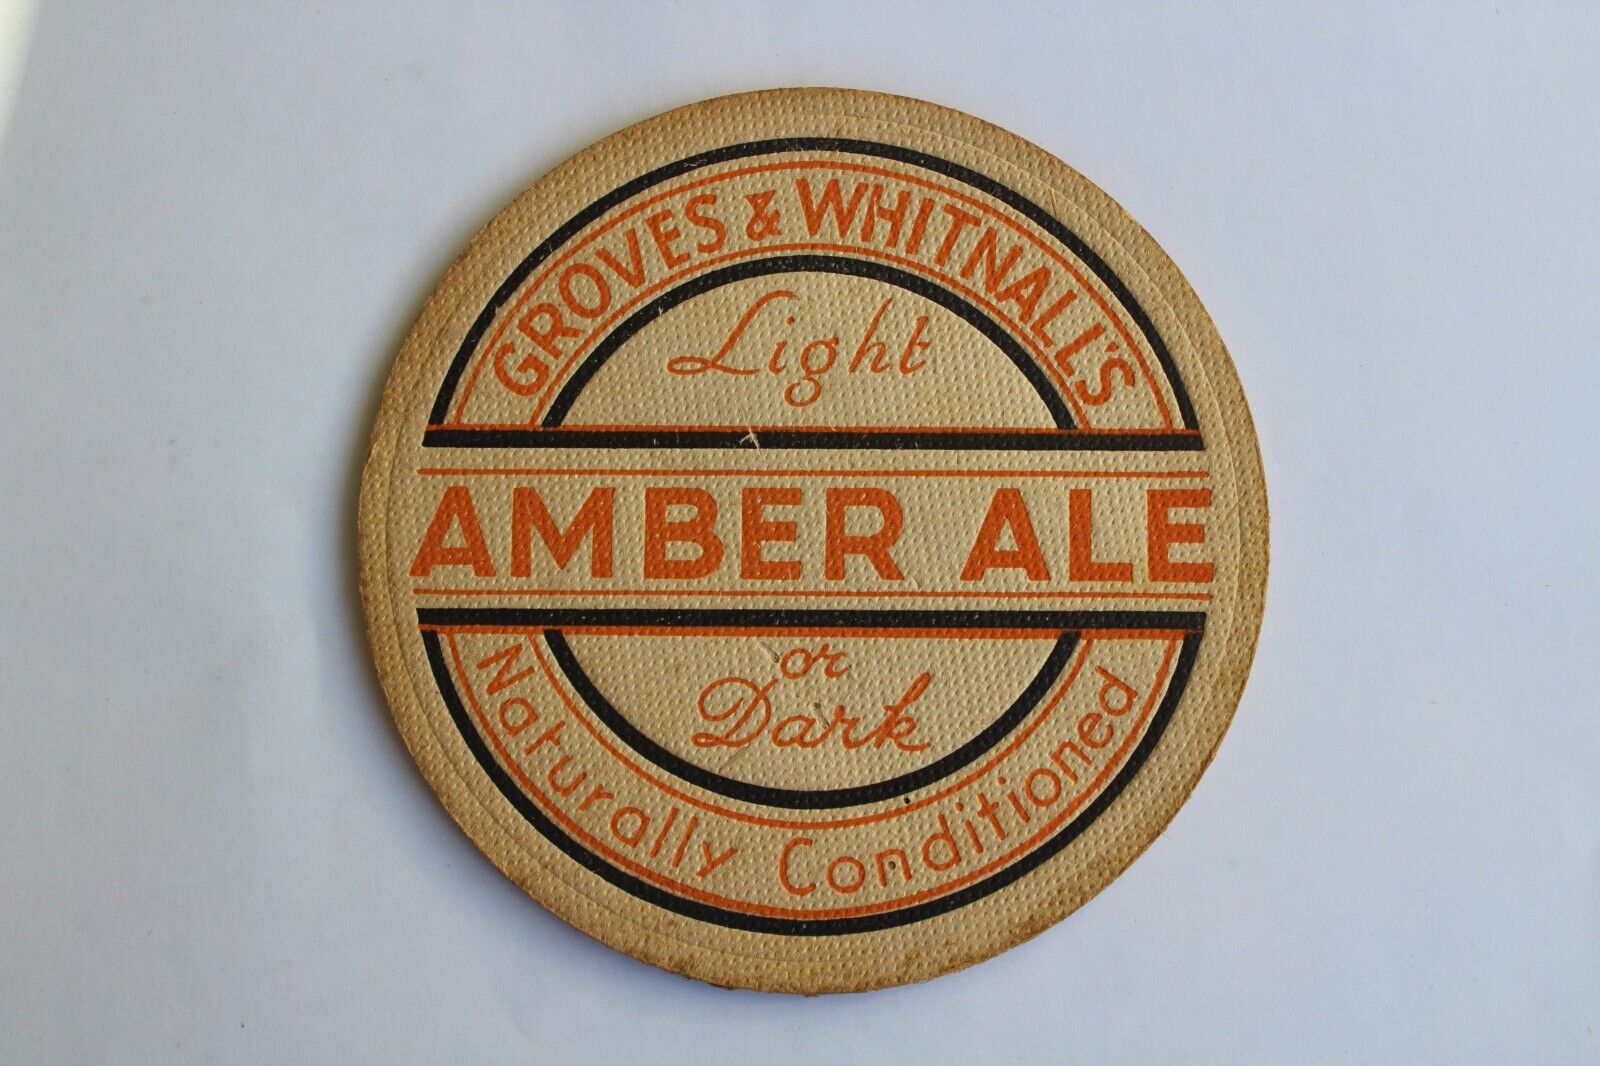 GROVES & WHITNALL'S
Light
AMBER ALE
or
Dark
Naturally Conditioned